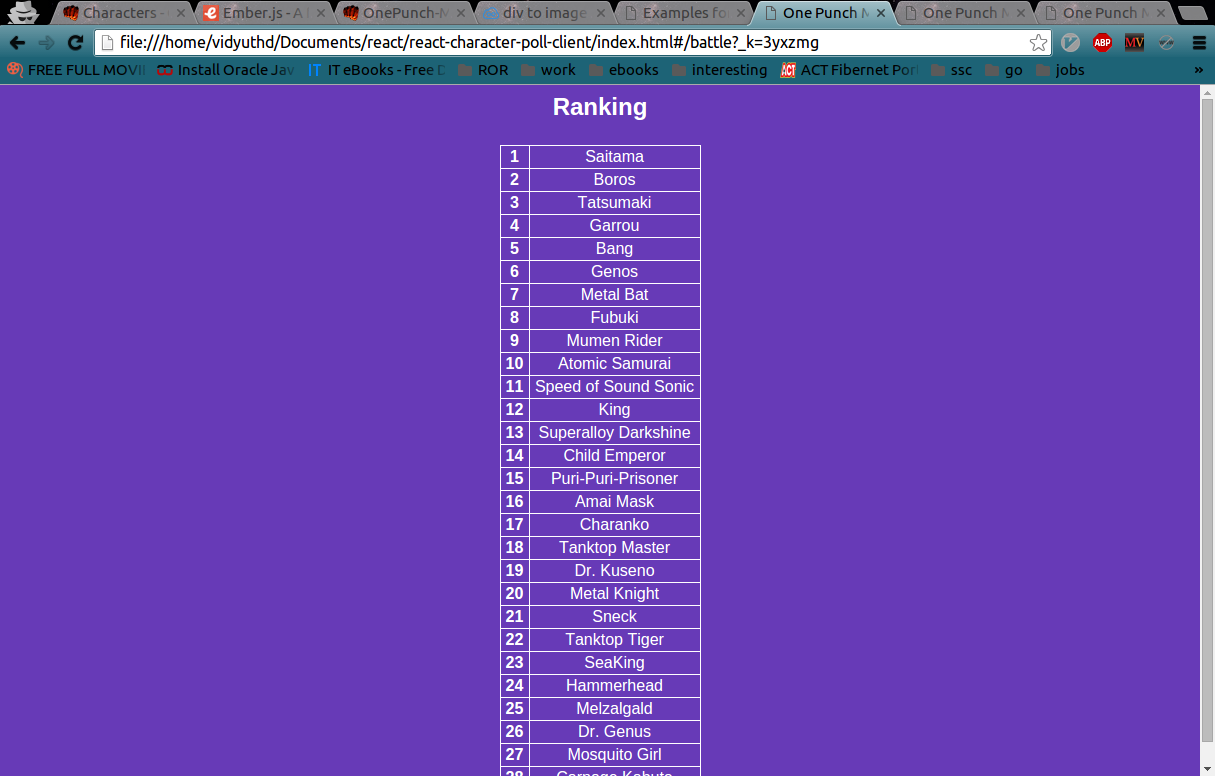 Characters -
Ember.js - A
OnePunch-M
div to image
Examples fo
One Punch M
One Punch M
One Punch M
file:///home/vidyuthd/Documents/react/react-character-poll-client/index.html#/battle?_k=3yxzmg
ABP
MV
FREE FULL MOVI
Install Oracle Jav
IT IT eBooks - Free D
ROR
work
ebooks
interesting
ACT ACT Fibernet Por
ssc
go
jobs
»
Ranking
1 Saitama
2 Boros
3 Tatsumaki
4 Garrou
5 Bang
6 Genos
7 Metal Bat
8 Fubuki
9 Mumen Rider
10 Atomic Samurai
11 Speed of Sound Sonic
12 King
13 Superalloy Darkshine
14 Child Emperor
15 Puri-Puri-Prisoner
16 Amai Mask
17 Charanko
18 Tanktop Master
19 Dr. Kuseno
20 Metal Knight
21 Sneck
22 Tanktop Tiger
23 SeaKing
24 Hammerhead
25 Melzalgald
26 Dr. Genus
27 Mosquito Girl
28 Carnage Kabuto